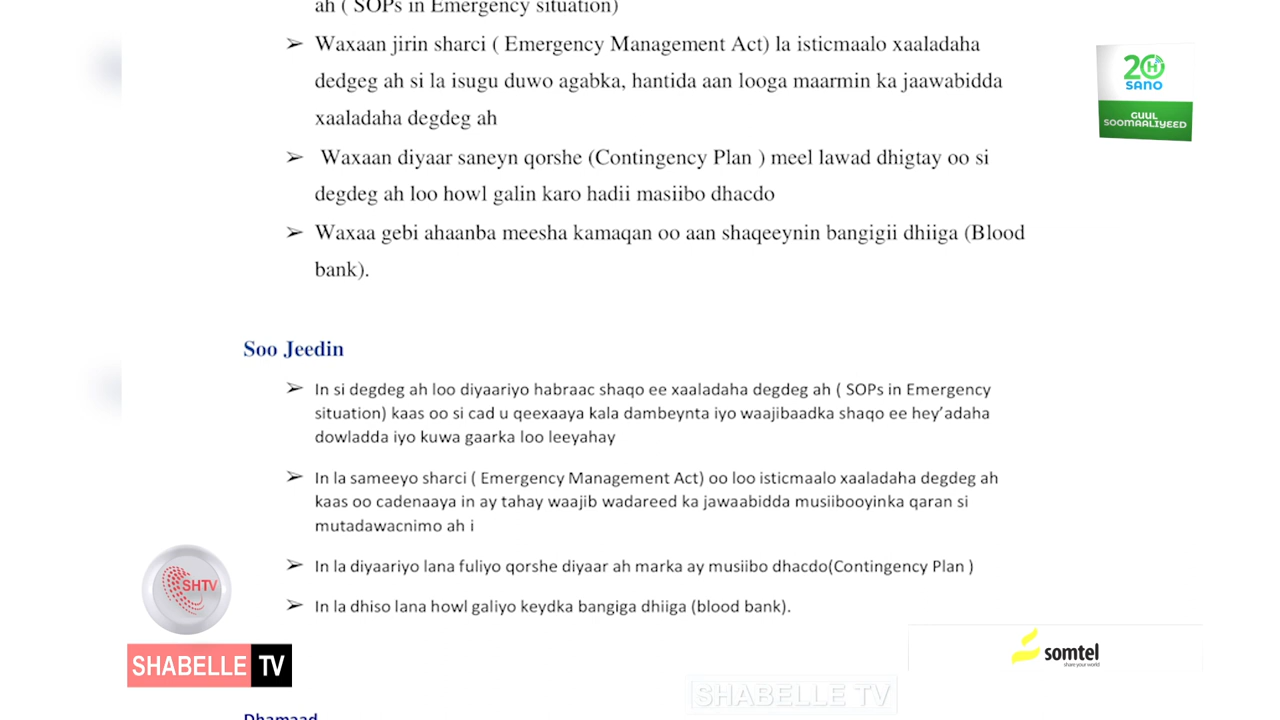 ah ( SOPs in Emergency situation)
➢ Waxaan jirin sharci ( Emergency Management Act) la isticmaalo xaaladaha
dedgeg ah si la isugu duwo agabka, hantida aan looga maarmin ka jaawabidda
xaaladaha degdeg ah
➢ Waxaan diyaar saneyn qorshe (Contingency Plan ) meel lawad dhigtay oo si
degdeg ah loo howl galin karo hadii masiibo dhacdo
➢ Waxaa gebi ahaanba meesha kamaqan oo aan shaqeeynin bangigii dhiiga (Blood
bank).
Soo Jeedin
➢ In si degdeg ah loo diyaariyo habraac shaqo ee xaaladaha degdeg ah ( SOPs in Emergency
situation) kaas oo si cad u qeexaaya kala dambeynta iyo waajibaadka shaqo ee hey’adaha
dowladda iyo kuwa gaarka loo leeyahay
➢ In la sameeyo sharci ( Emergency Management Act) oo loo isticmaalo xaaladaha degdeg ah
kaas oo cadenaaya in ay tahay waajib wadareed ka jawaabidda musiibooyinka qaran si
mutadawacnimo ah i
➢ In la diyaariyo lana fuliyo qorshe diyaar ah marka ay musiibo dhacdo(Contingency Plan )
➢ In la dhiso lana howl galiyo keydka bangiga dhiiga (blood bank).
Dhamaad
20 H
SANO
GUUL
SOOMAALIYEED
SHTV
SHABELLE TV
somtel
share your world
SHABELLE TV